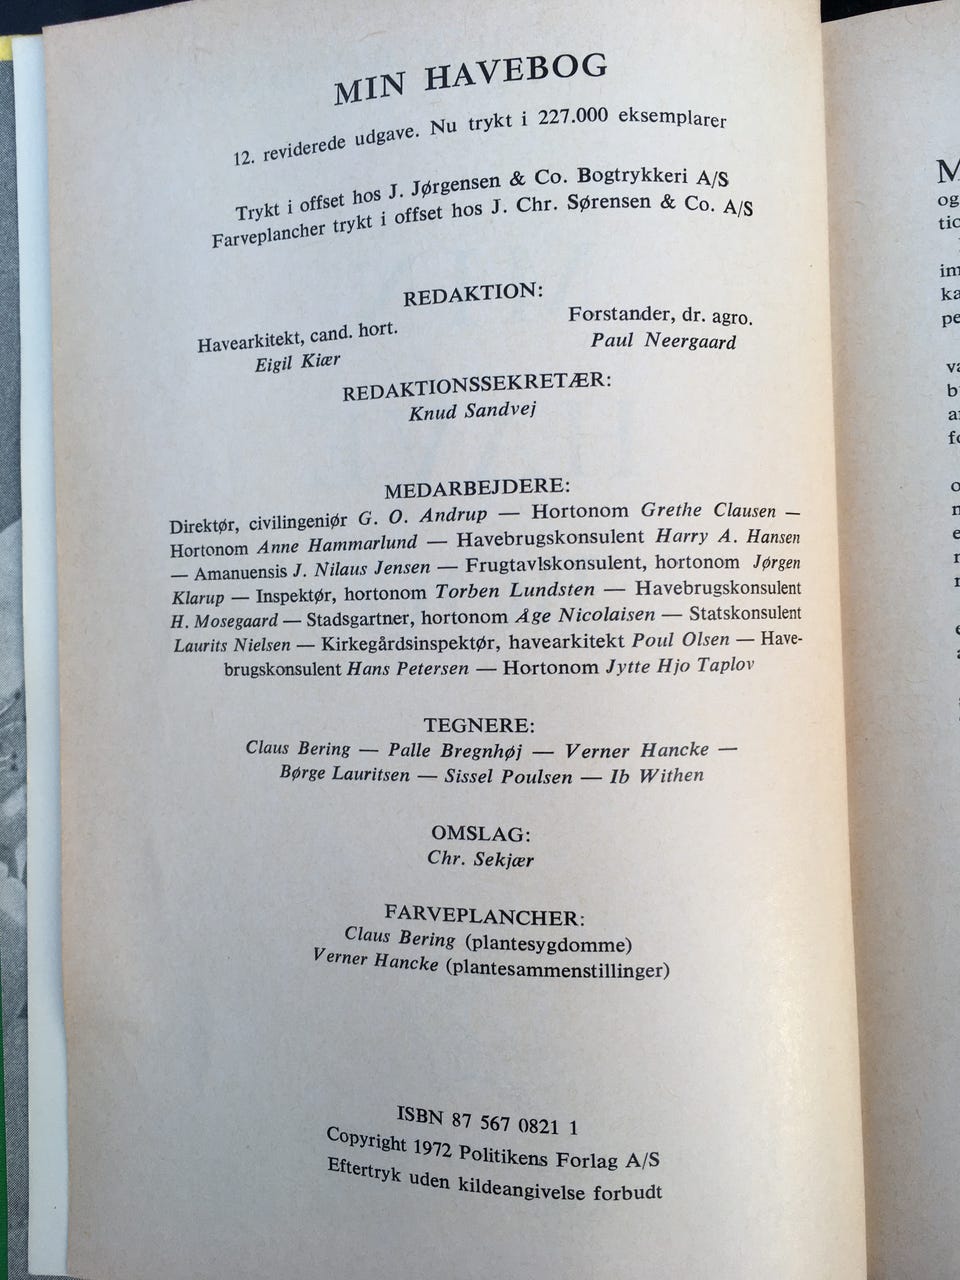 MIN HAVEBOG
12. reviderede udgave. Nu trykt i 227.000 eksemplarer
Trykt i offset hos J. Jørgensen & Co. Bogtrykkeri A/S
Farveplancher trykt i offset hos J. Chr. Sørensen & Co. A/S
REDAKTION:
Havearkitekt, cand. hort.
Eigil Kiær
Forstander, dr. agro.
Paul Neergaard
REDAKTIONSSEKRETÆR:
Knud Sandvej
MEDARBEJDERE:
Direktør, civilingeniør G. O. Andrup — Hortonom Grethe Clausen —
Hortonom Anne Hammarlund — Havebrugskonsulent Harry A. Hansen
— Amanuensis J. Nilaus Jensen — Frugtavlskonsulent, hortonom Jørgen
Klarup — Inspektør, hortonom Torben Lundsten — Havebrugskonsulent
H. Mosegaard — Stadsgartner, hortonom Åge Nicolaisen — Statskonsulent
Laurits Nielsen — Kirkegårdsinspektør, havearkitekt Poul Olsen — Have-
brugskonsulent Hans Petersen — Hortonom Jytte Hjo Taplov
TEGNERE:
Claus Bering — Palle Bregnhøj — Verner Hancke —
Børge Lauritsen — Sissel Poulsen — Ib Withen
OMSLAG:
Chr. Sekjær
FARVEPLANCHER:
Claus Bering (plantesygdomme)
Verner Hancke (plantesammenstillinger)
ISBN 87 567 0821 1
Copyright 1972 Politikens Forlag A/S
Eftertryk uden kildeangivelse forbudt